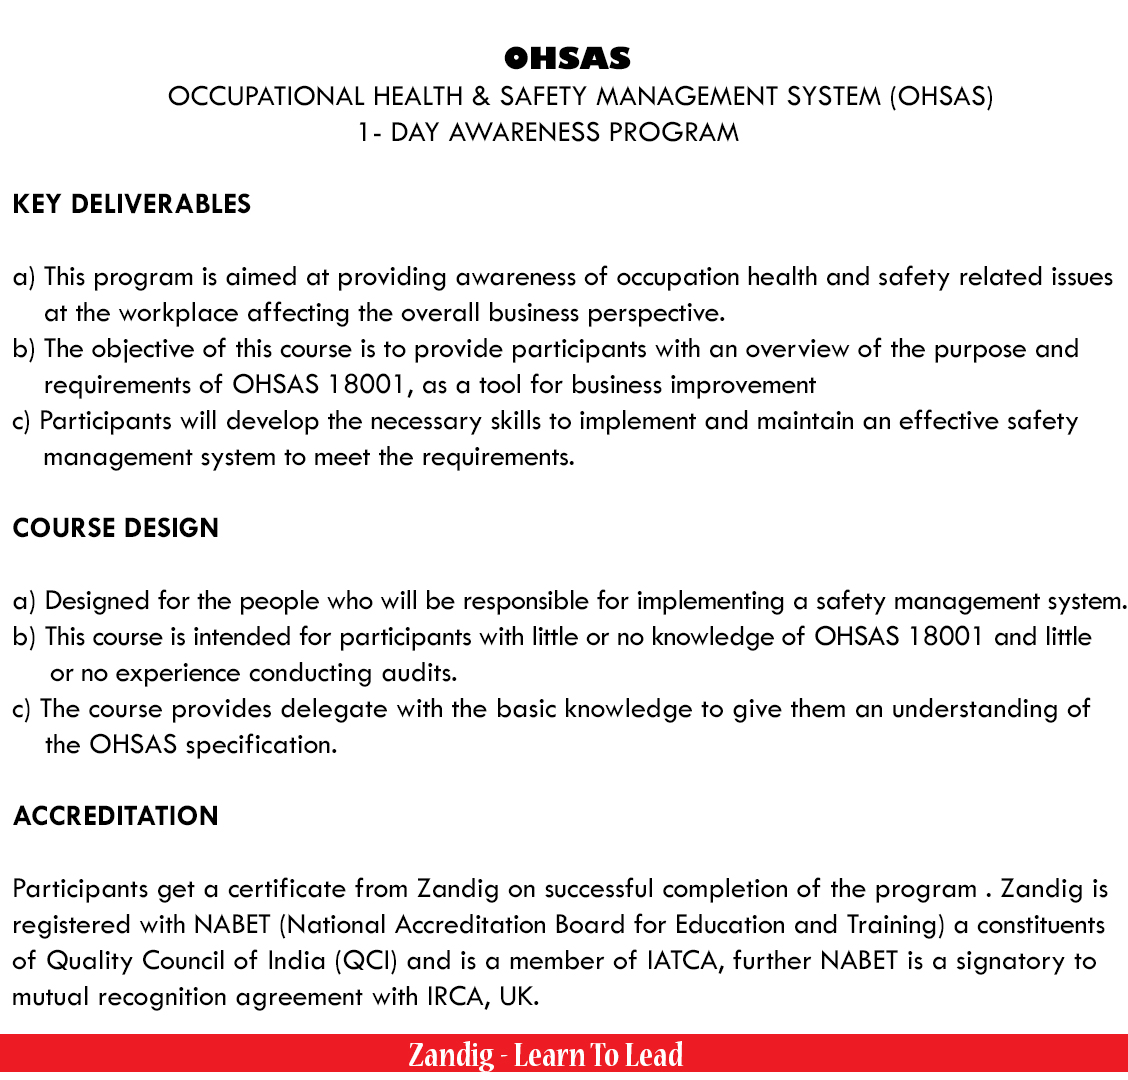 OHSAS
OCCUPATIONAL HEALTH & SAFETY MANAGEMENT SYSTEM (OHSAS)
1- DAY AWARENESS PROGRAM
KEY DELIVERABLES
a) This program is aimed at providing awareness of occupation health and safety related issues
at the workplace affecting the overall business perspective.
b) The objective of this course is to provide participants with an overview of the purpose and
requirements of OHSAS 18001, as a tool for business improvement
c) Participants will develop the necessary skills to implement and maintain an effective safety
management system to meet the requirements.
COURSE DESIGN
a) Designed for the people who will be responsible for implementing a safety management system.
b) This course is intended for participants with little or no knowledge of OHSAS 18001 and little
or no experience conducting audits.
c) The course provides delegate with the basic knowledge to give them an understanding of
the OHSAS specification.
ACCREDITATION
Participants get a certificate from Zandig on successful completion of the program . Zandig is
registered with NABET (National Accreditation Board for Education and Training) a constituents
of Quality Council of India (QCI) and is a member of IATCA, further NABET is a signatory to
mutual recognition agreement with IRCA, UK.
Zandig - Learn To Lead